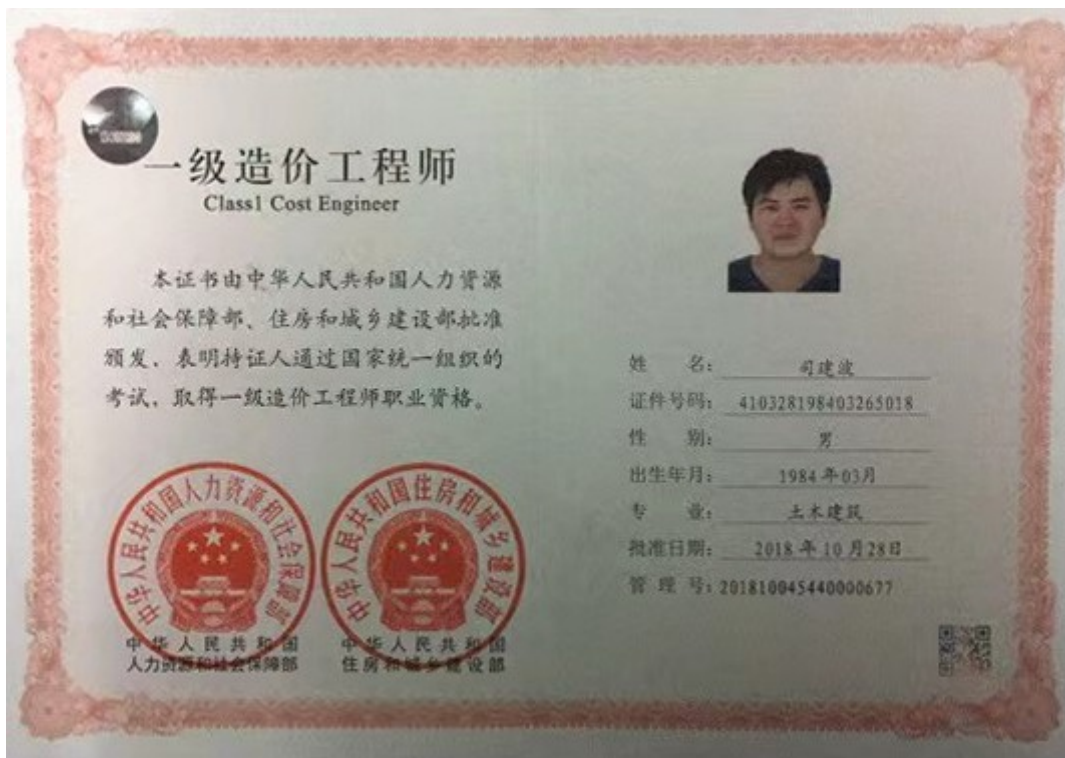 一级造价工程师
Class1 Cost Engineer
本证书由中华人民共和国人力资源
和社会保障部、住房和城乡建设部批准
颁发,表明持证人通过国家统一组织的
考试,取得一级造价工程师职业资格。
中华人民共和国人力资源和社会保障部
中华人民共和国住房和城乡建设部
中华人民共和国
人力资源和社会保障部
中华人民共和国
住房和城乡建设部
姓 名: 司建波
证件号码: 410328198403265018
性 别: 男
出生年月: 1984年03月
专 业: 土木建筑
批准日期: 2018年10月28日
管 理 号: 201810045440000677